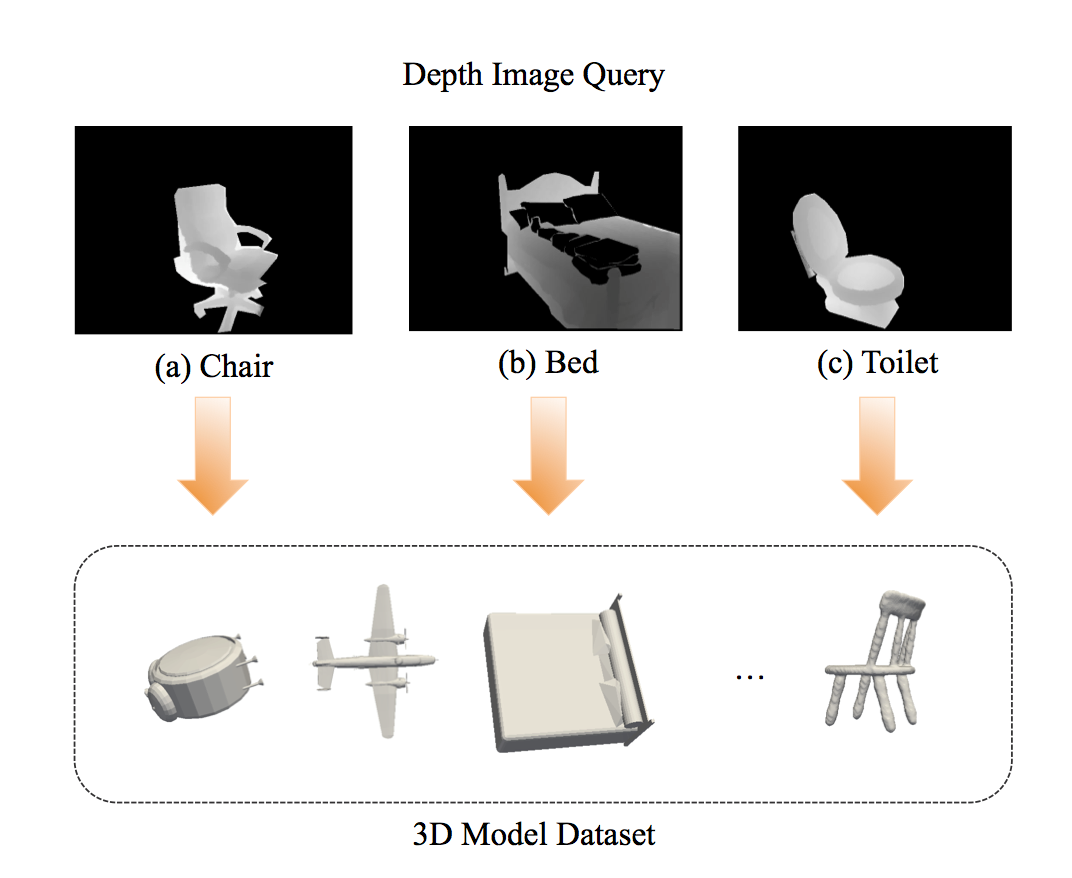 Depth Image Query
(a) Chair
(b) Bed
(c) Toilet
...
3D Model Dataset